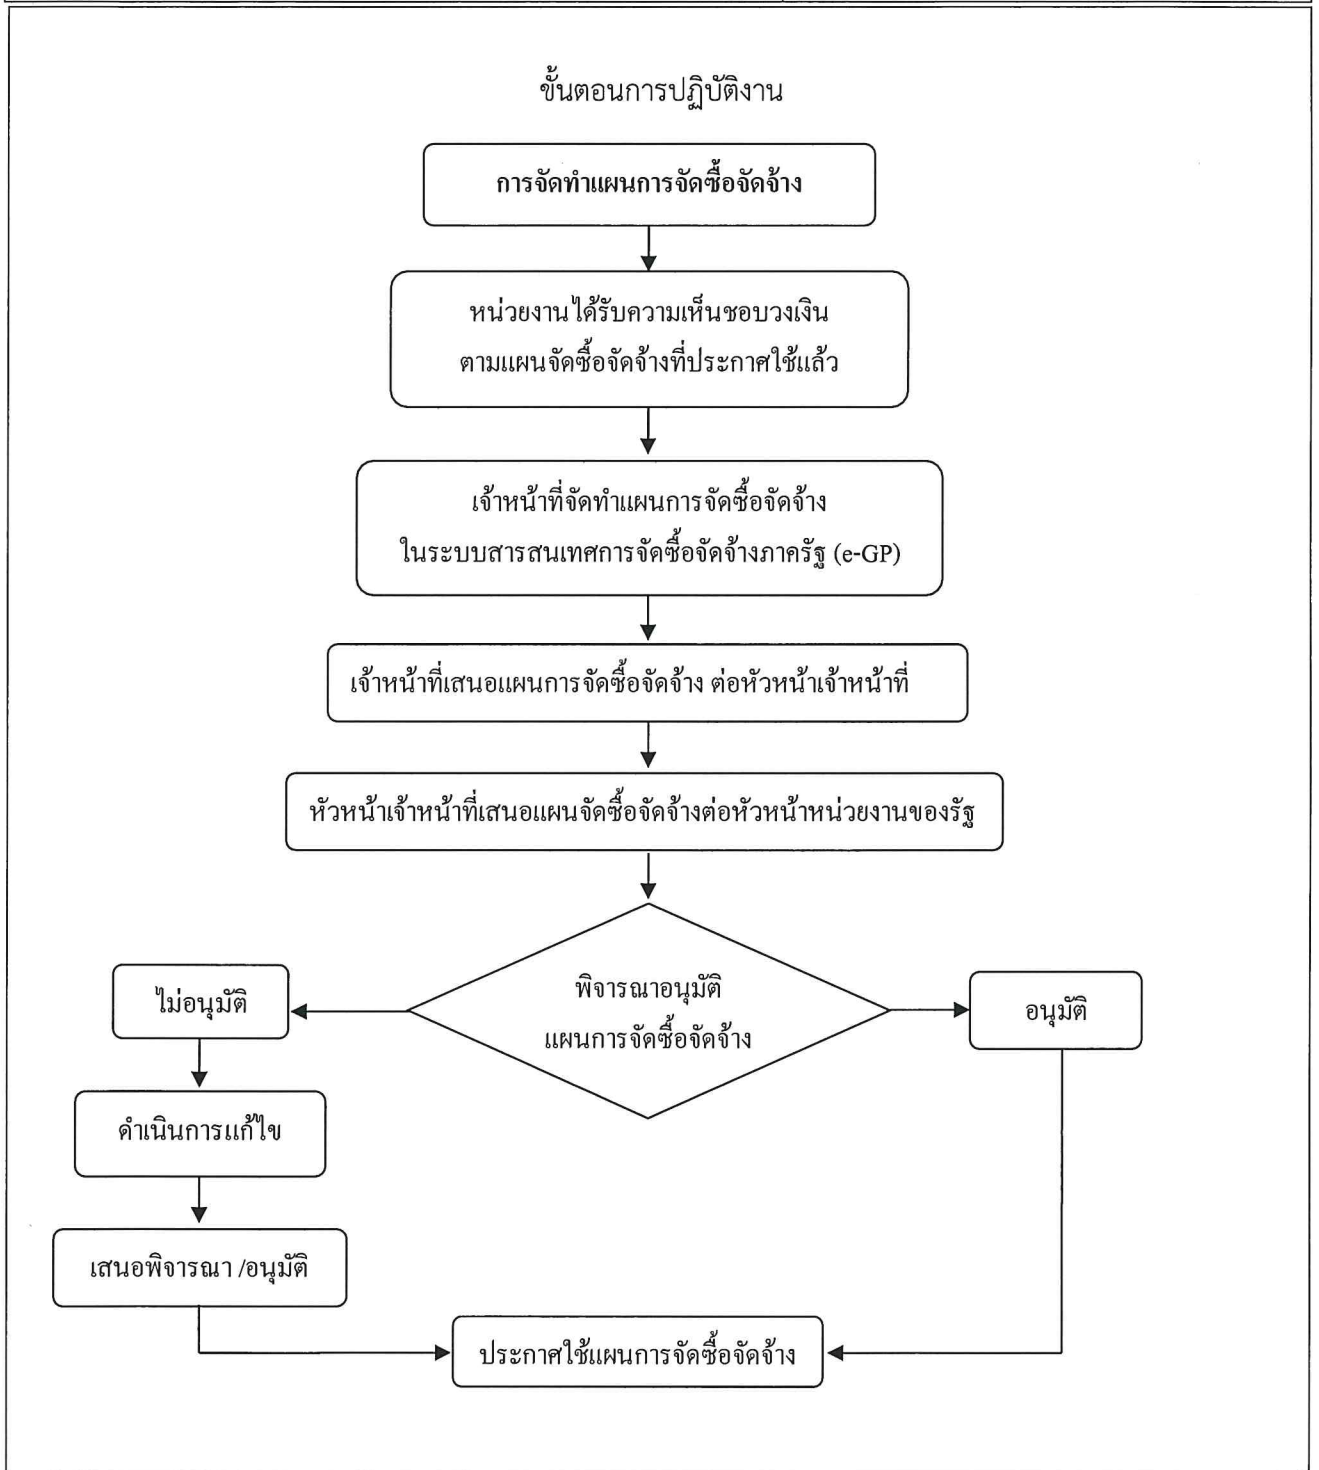 ขั้นตอนการปฏิบัติงาน
การจัดทำแผนการจัดซื้อจัดจ้าง
หน่วยงานได้รับความเห็นชอบวงเงิน
ตามแผนจัดซื้อจัดจ้างที่ประกาศใช้แล้ว
เจ้าหน้าที่จัดทำแผนการจัดซื้อจัดจ้าง
ในระบบสารสนเทศการจัดซื้อจัดจ้างภาครัฐ (e-GP)
เจ้าหน้าที่เสนอแผนการจัดซื้อจัดจ้าง ต่อหัวหน้าเจ้าหน้าที่
หัวหน้าเจ้าหน้าที่เสนอแผนจัดซื้อจัดจ้างต่อหัวหน้าหน่วยงานของรัฐ
พิจารณาอนุมัติ
แผนการจัดซื้อจัดจ้าง
ไม่อนุมัติ
อนุมัติ
ดำเนินการแก้ไข
เสนอพิจารณา /อนุมัติ
ประกาศใช้แผนการจัดซื้อจัดจ้าง